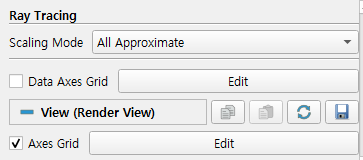 Ray Tracing
Scaling Mode All Approximate
Data Axes Grid Edit
View (Render View)
Axes Grid Edit